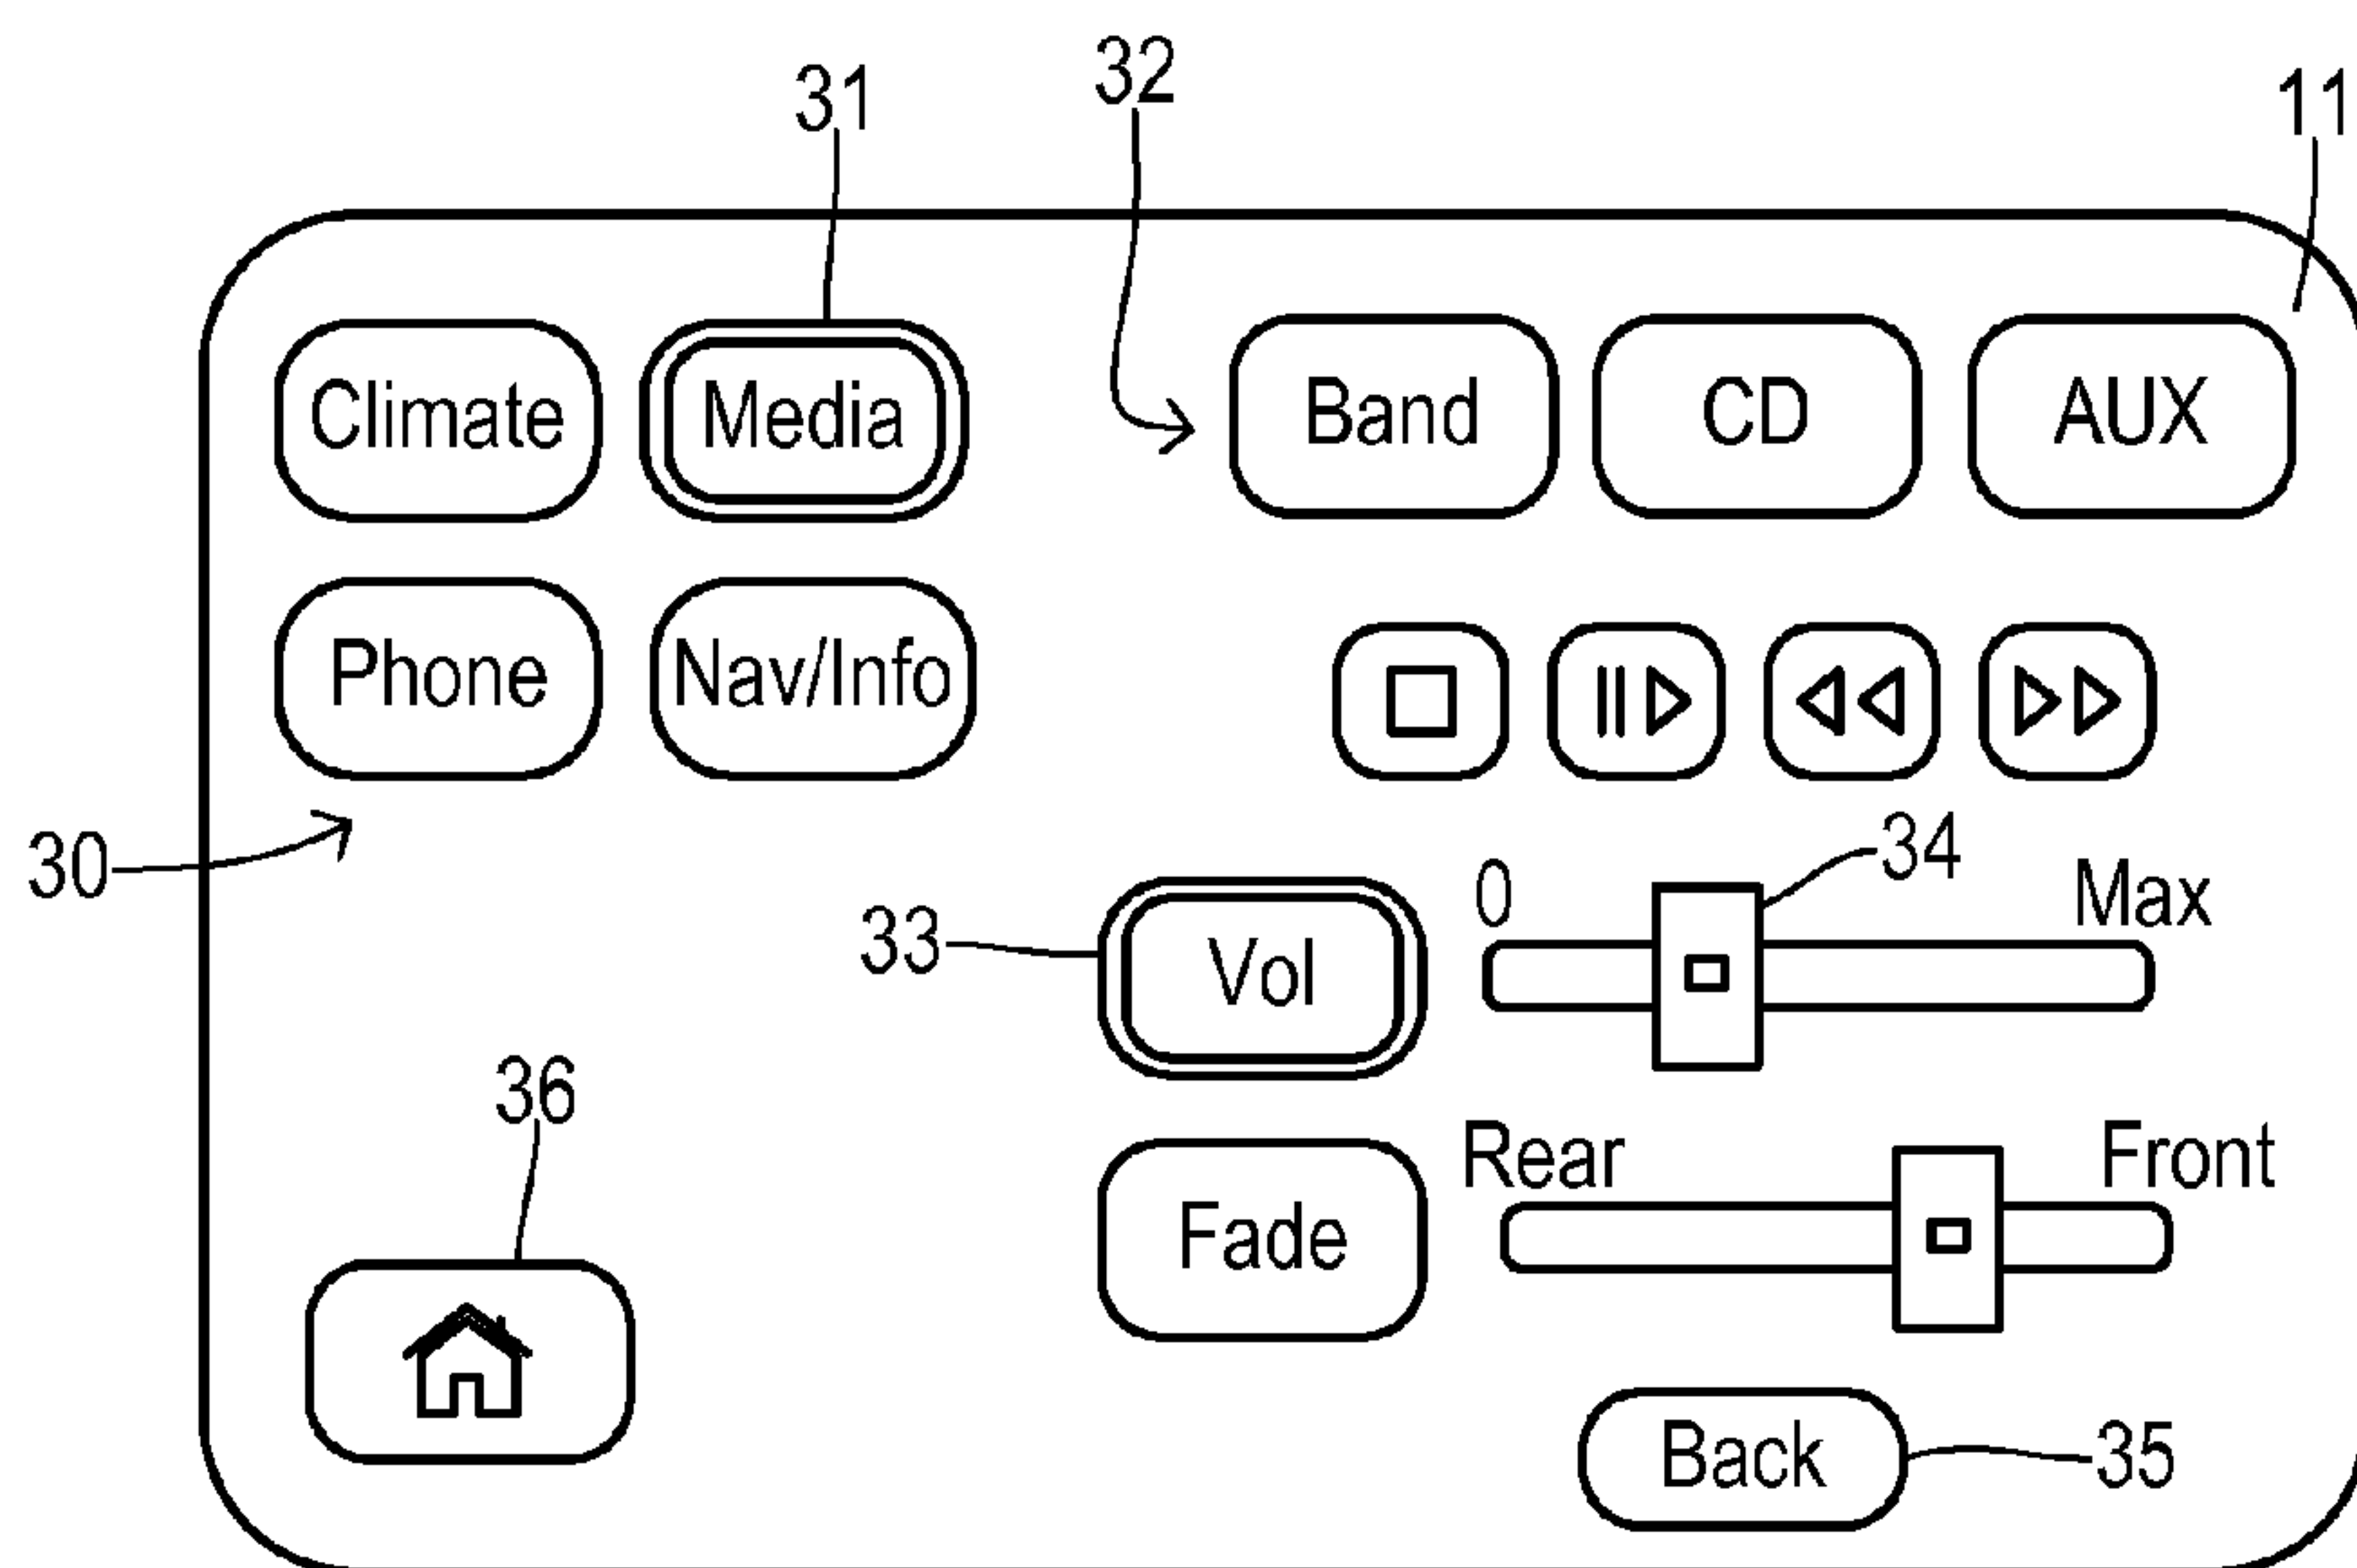 31
32
11
Climate
Media
Band
CD
AUX
Phone
Nav/Info
30
34
0
Max
33
Vol
36
Rear
Front
Fade
Back
35